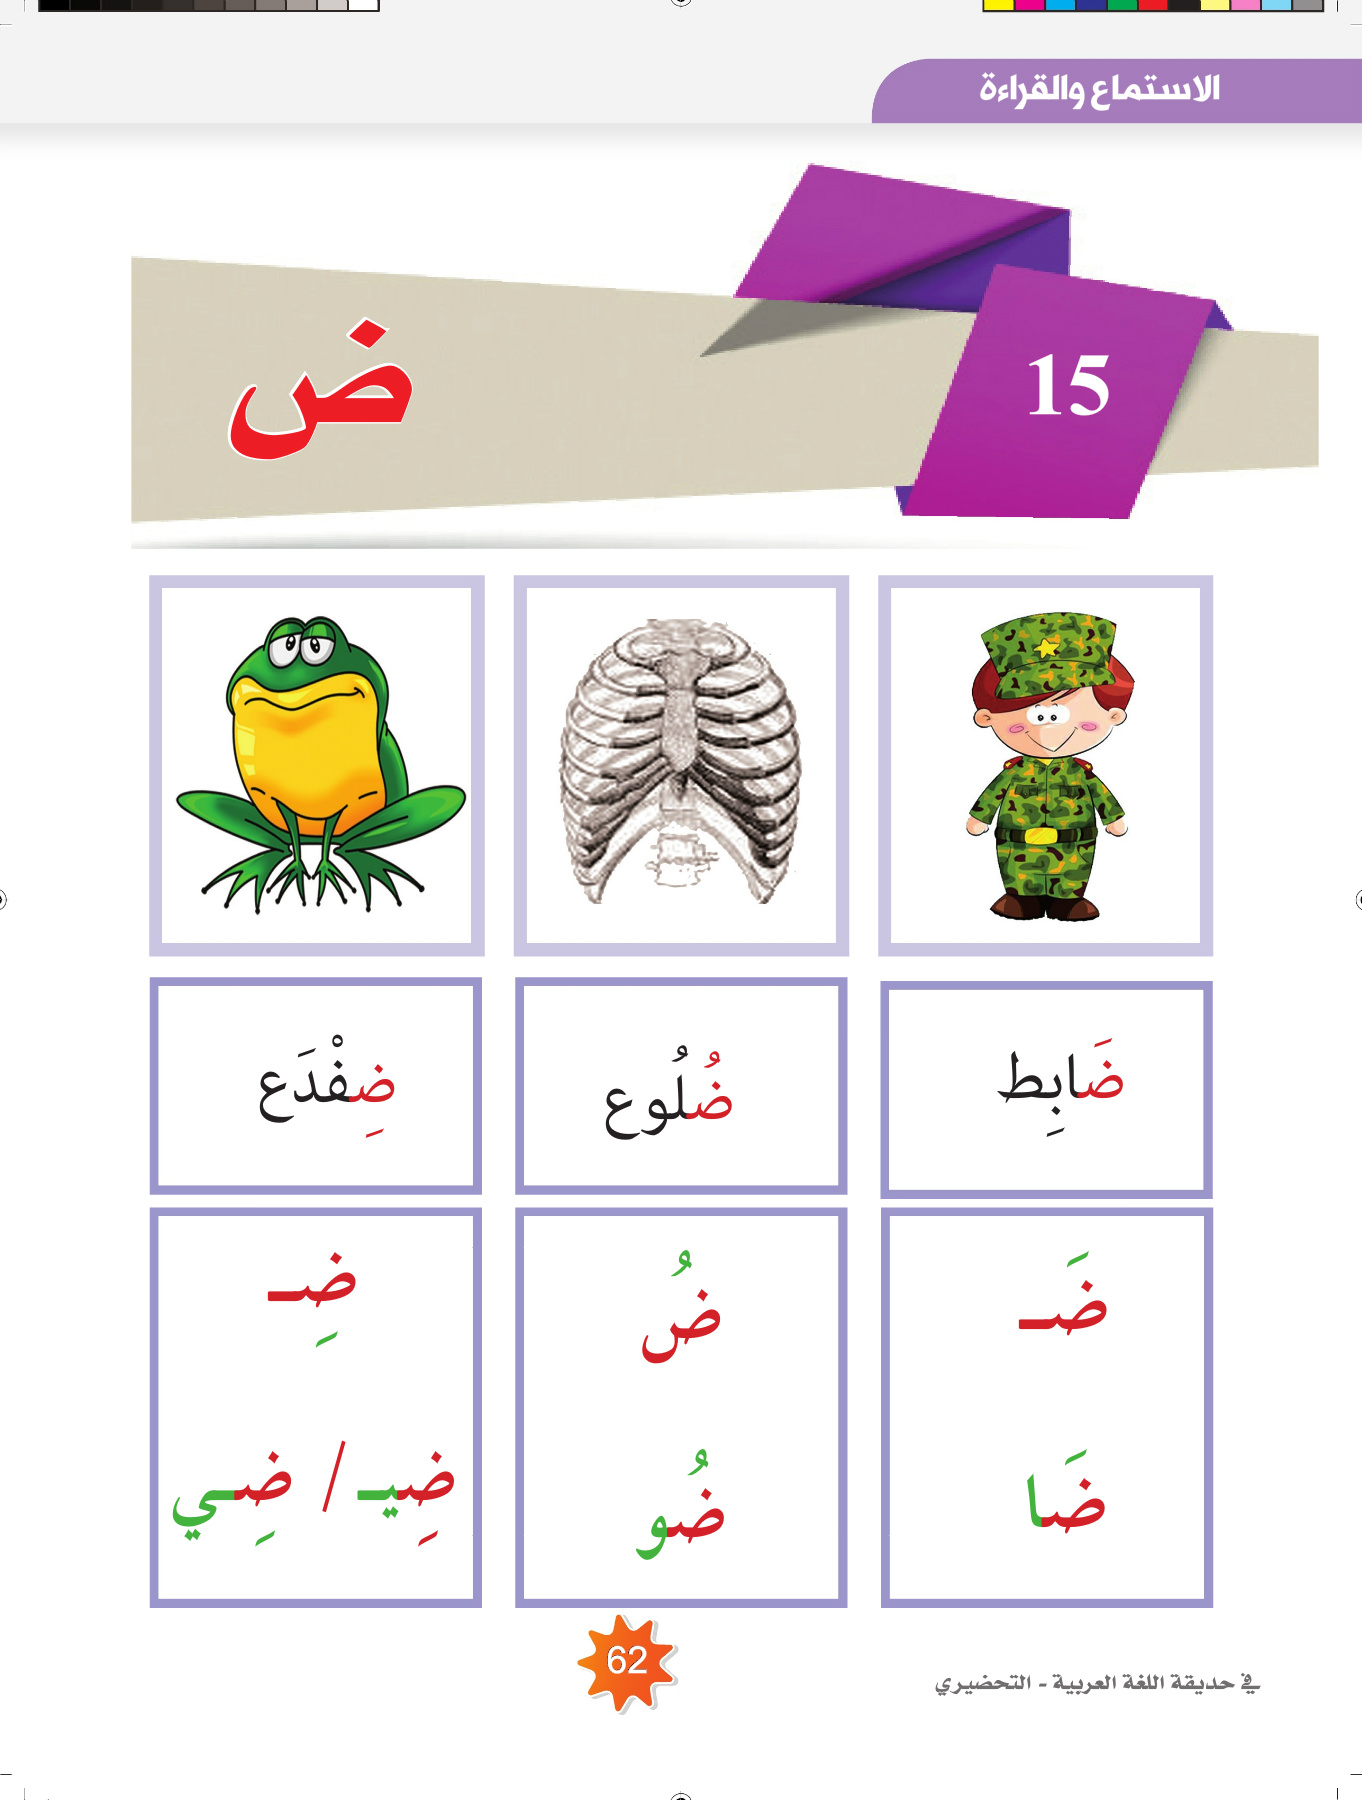 الاستماع والقراءة
15
ض
ضَابِط
ضُلُوع
ضِفْدَع
ضَـ
ضُ
ضِـ
ضَا
ضُو
ضِيـ / ضِي
62
في حديقة اللغة العربية - التحضيري